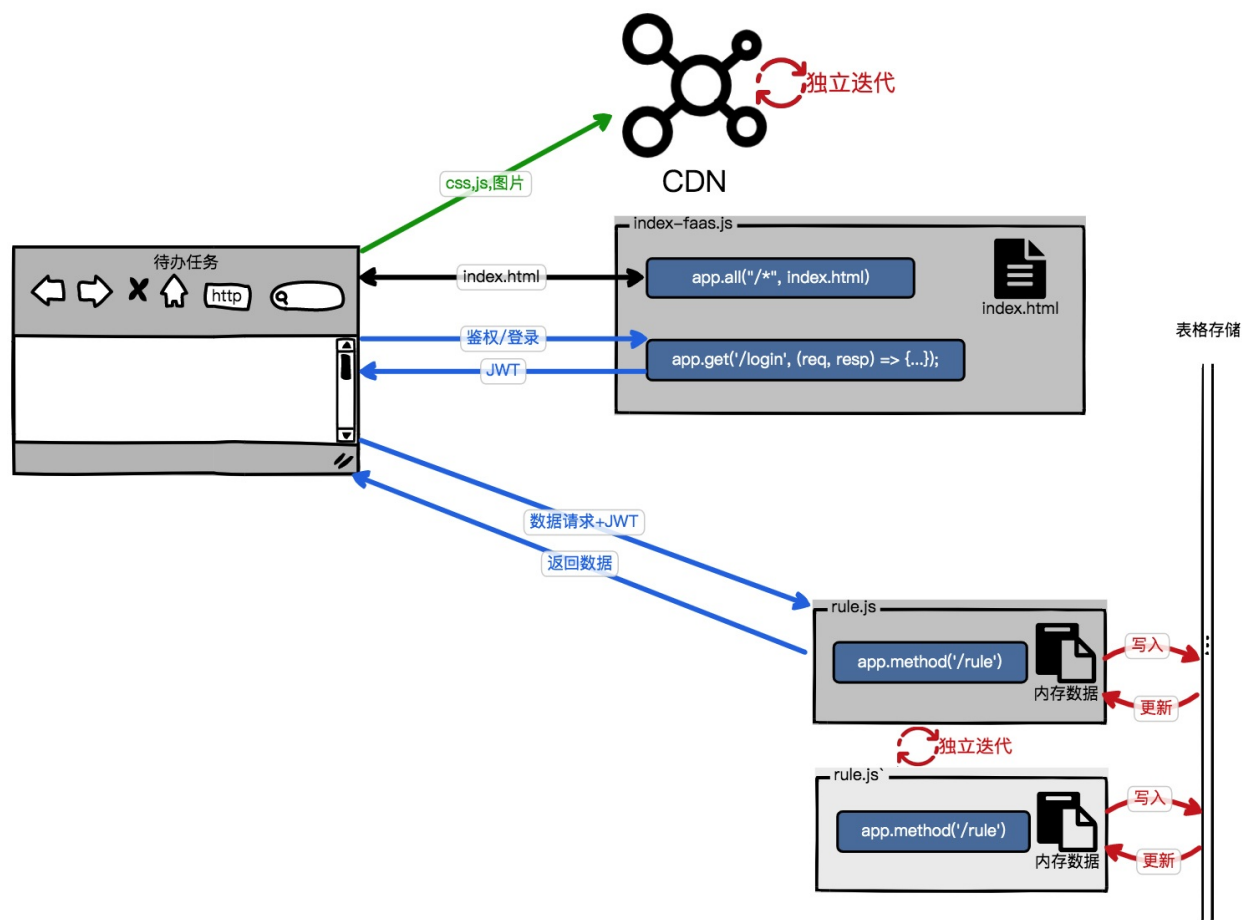 独立迭代
CDN
css,js,图片
index-faas.js
待办任务
http
index.html
app.all("/*", index.html)
index.html
鉴权/登录
JWT
app.get('/login', (req, resp) => {...});
表格存储
数据请求+JWT
返回数据
rule.js
app.method('/rule')
内存数据
写入
更新
独立迭代
rule.js`
app.method('/rule')
内存数据
写入
更新